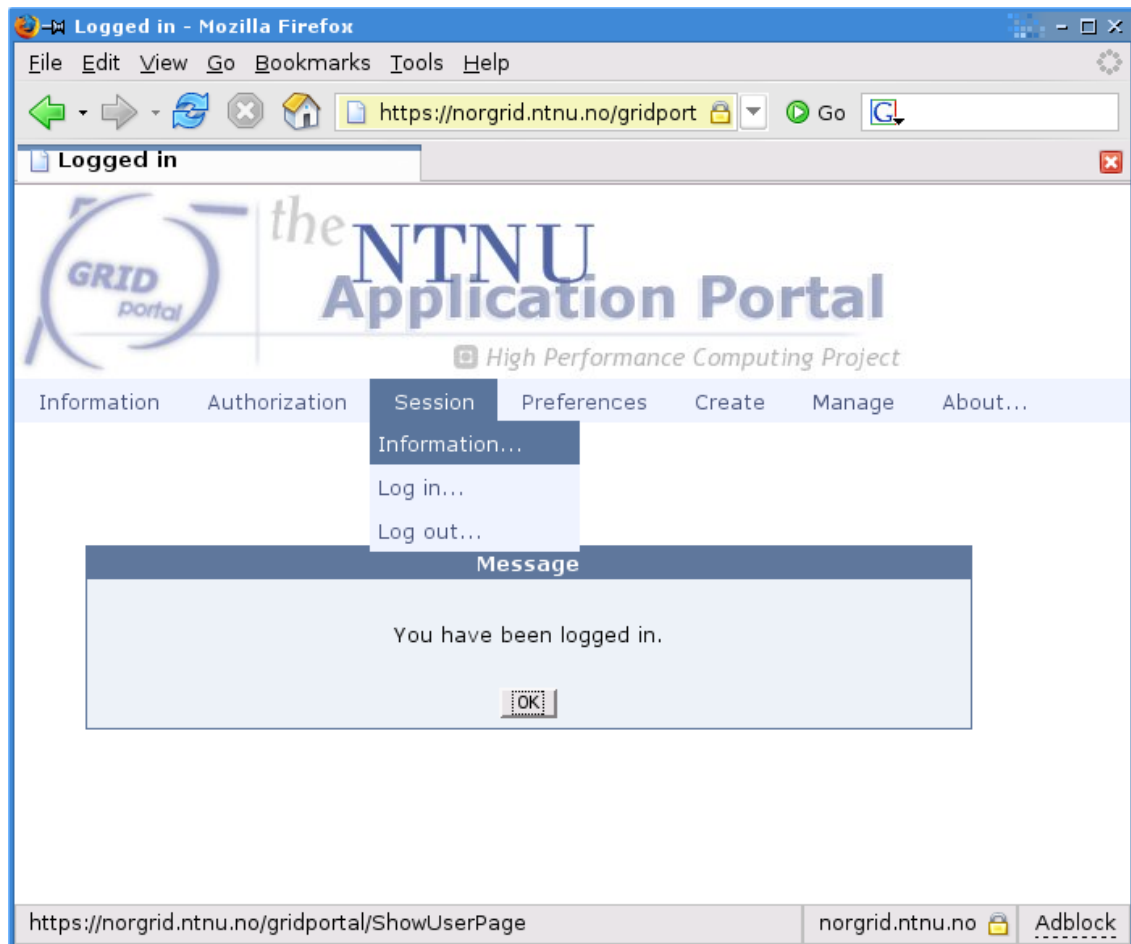 Logged in - Mozilla Firefox
File Edit View Go Bookmarks Tools Help
https://norgrid.ntnu.no/gridport Go G
Logged in
the NTNU
GRID portal
Application Portal
High Performance Computing Project
Information Authorization Session Preferences Create Manage About...
Information...
Log in...
Log out...
Message
You have been logged in.
OK
https://norgrid.ntnu.no/gridportal/ShowUserPage norgrid.ntnu.no Adblock